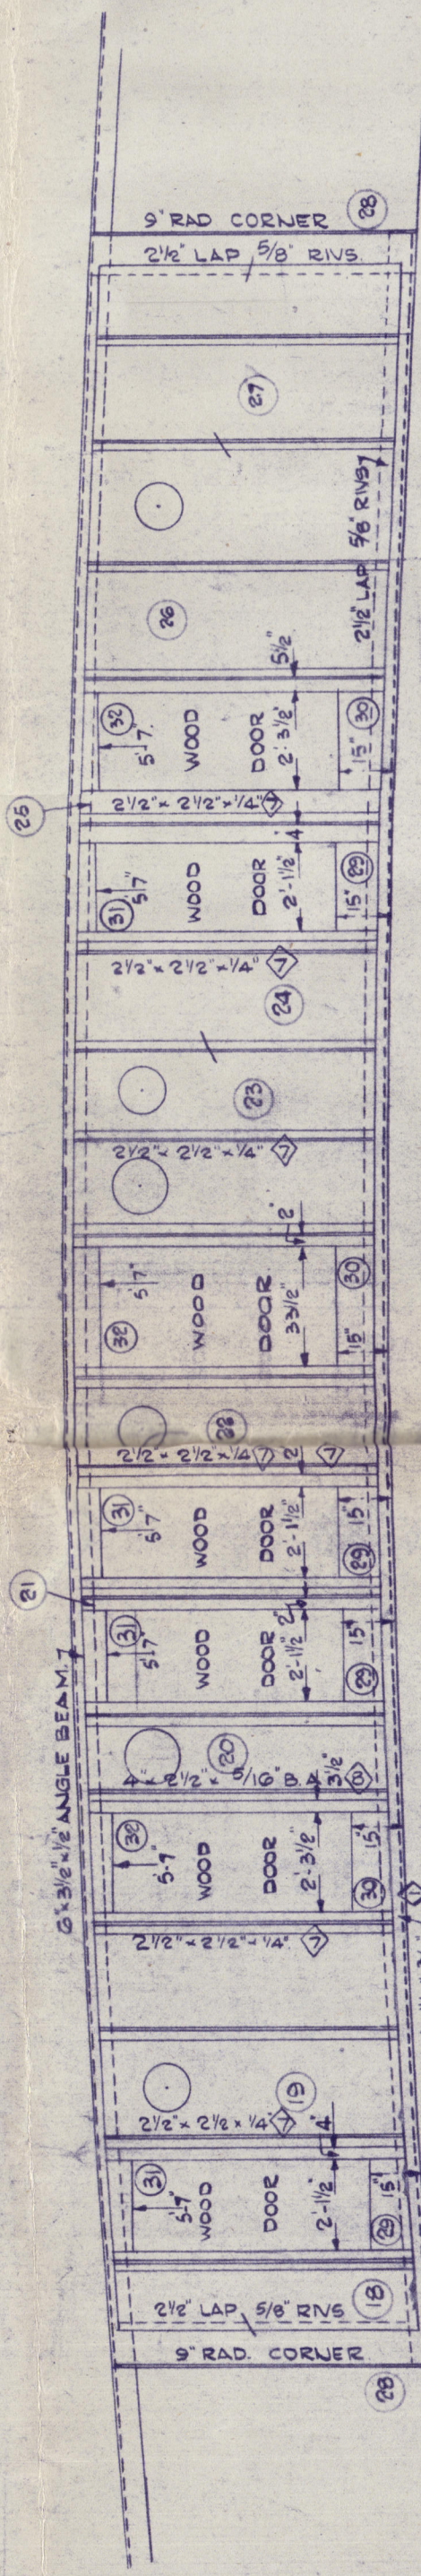 9" RAD CORNER
28
2½" LAP 5/8" RIVS.
27
2½" LAP 5/8" RIVS
26
5½"
32
5'-7"
WOOD
DOOR
2'-3½"
15"
30
25
2½" × 2½" × ¼" 7
4"
31
5'7"
WOOD
DOOR
2'-1½"
15"
29
2½" × 2½" × ¼" 7
24
23
2½" × 2½" × ¼" 7
2"
32
5'7"
WOOD
DOOR
33½"
15"
30
22
2½ × 2½" × ¼ 7 2" 7
31
5'7"
WOOD
DOOR
2'-1½"
15"
29
21
6" × 3½" × ½" ANGLE BEAM. 7
31
5'7"
WOOD
DOOR
2'-1½"
2"
15"
29
20
4" × 2½" × 5/16" B.A. 8
3½"
32
5-7"
WOOD
DOOR
2'-3½"
15"
30
1
2½" × 2½" × ¼" 7
19
2½" × 2½ × ¼" 7
4"
31
5-7"
WOOD
DOOR
2'-1½"
15"
29
2½" LAP 5/8" RIVS
18
9" RAD. CORNER
28